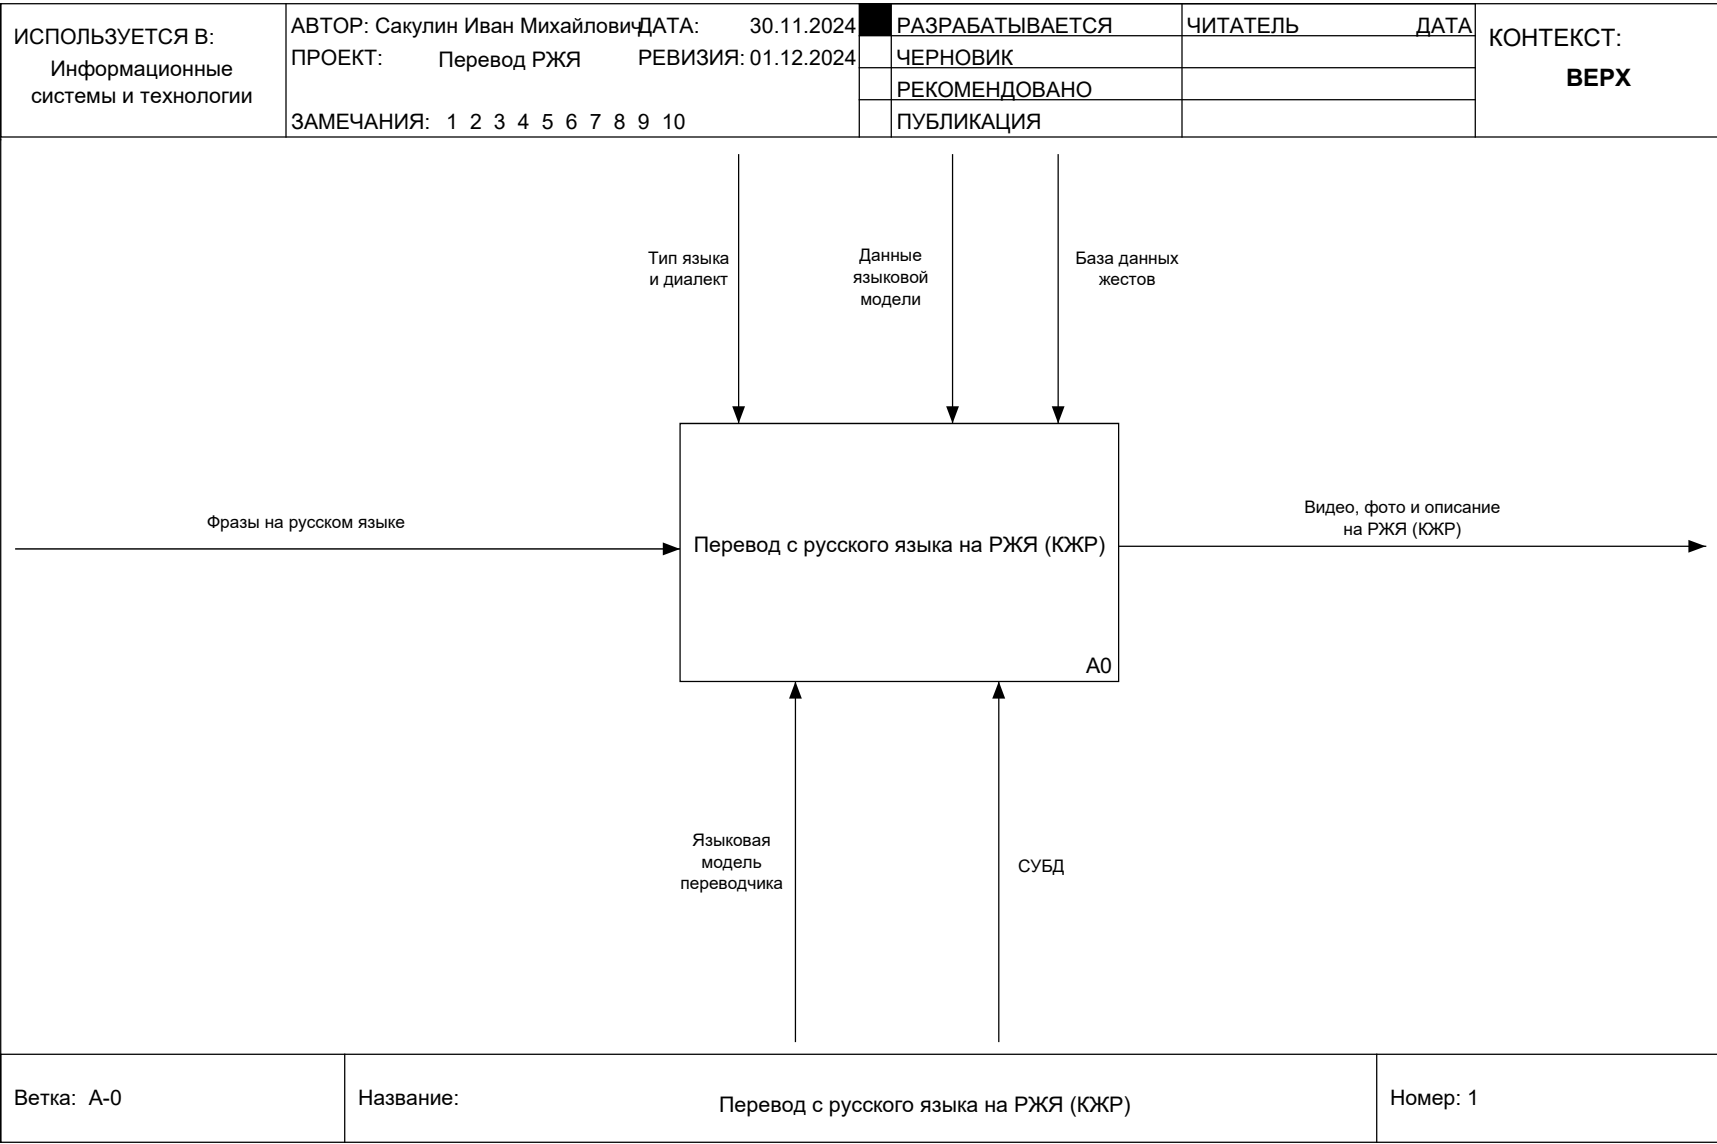 ИСПОЛЬЗУЕТСЯ В:
Информационные
системы и технологии
АВТОР: Сакулин Иван Михайлович ДАТА: 30.11.2024
ПРОЕКТ: Перевод РЖЯ РЕВИЗИЯ: 01.12.2024
ЗАМЕЧАНИЯ: 1 2 3 4 5 6 7 8 9 10
РАЗРАБАТЫВАЕТСЯ
ЧЕРНОВИК
РЕКОМЕНДОВАНО
ПУБЛИКАЦИЯ
ЧИТАТЕЛЬ ДАТА
КОНТЕКСТ:
ВЕРХ
Тип языка
и диалект
Данные
языковой
модели
База данных
жестов
Фразы на русском языке
Перевод с русского языка на РЖЯ (КЖР)
А0
Видео, фото и описание
на РЖЯ (КЖР)
Языковая
модель
переводчика
СУБД
Ветка: А-0
Название:
Перевод с русского языка на РЖЯ (КЖР)
Номер: 1